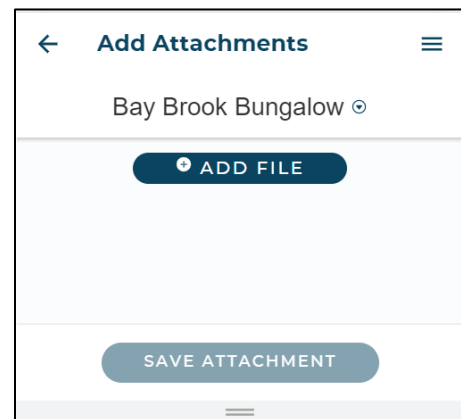 Add Attachments
Bay Brook Bungalow
ADD FILE
SAVE ATTACHMENT